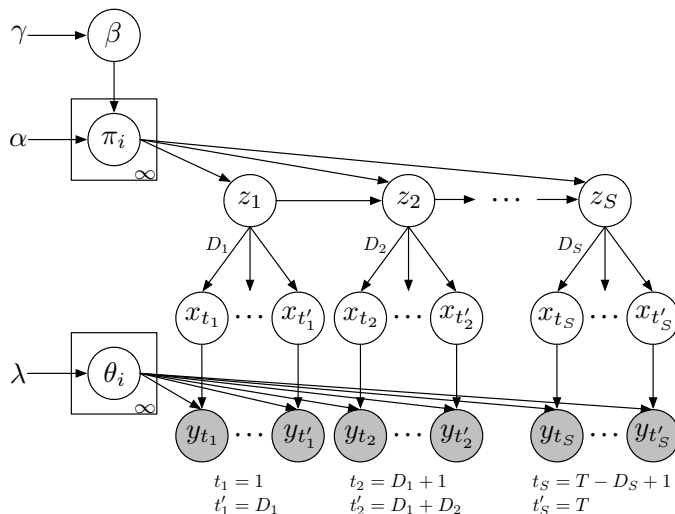 γ β
α π_i
∞
z_1 z_2 ⋯ z_S
D_1 D_2 D_S
x_{t_1} ⋯ x_{t'_1} x_{t_2} ⋯ x_{t'_2} x_{t_S} ⋯ x_{t'_S}
λ θ_i
∞
y_{t_1} ⋯ y_{t'_1} y_{t_2} ⋯ y_{t'_2} y_{t_S} ⋯ y_{t'_S}
t_1 = 1 t_2 = D_1 + 1 t_S = T − D_S + 1
t'_1 = D_1 t'_2 = D_1 + D_2 t'_S = T